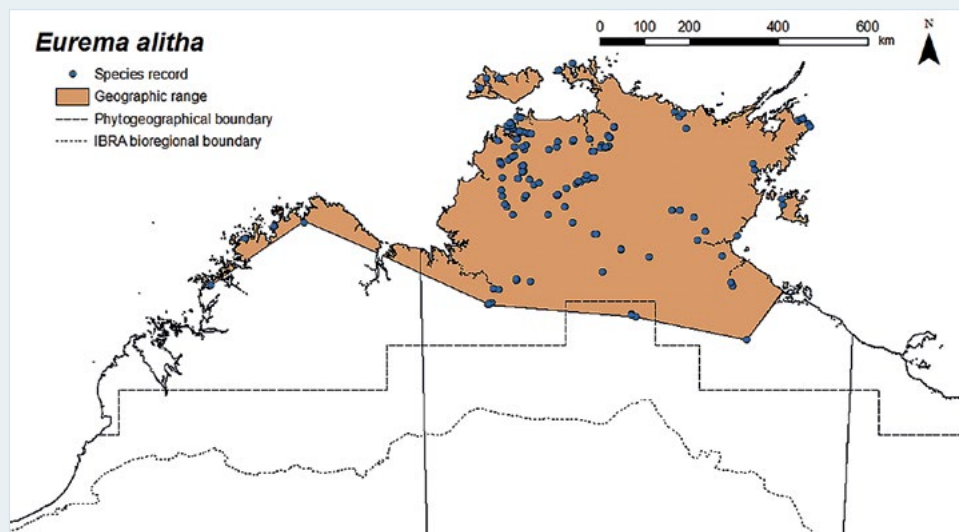 Eurema alitha
Species record
Geographic range
Phytogeographical boundary
IBRA bioregional boundary
0 100 200 400 600
km
N